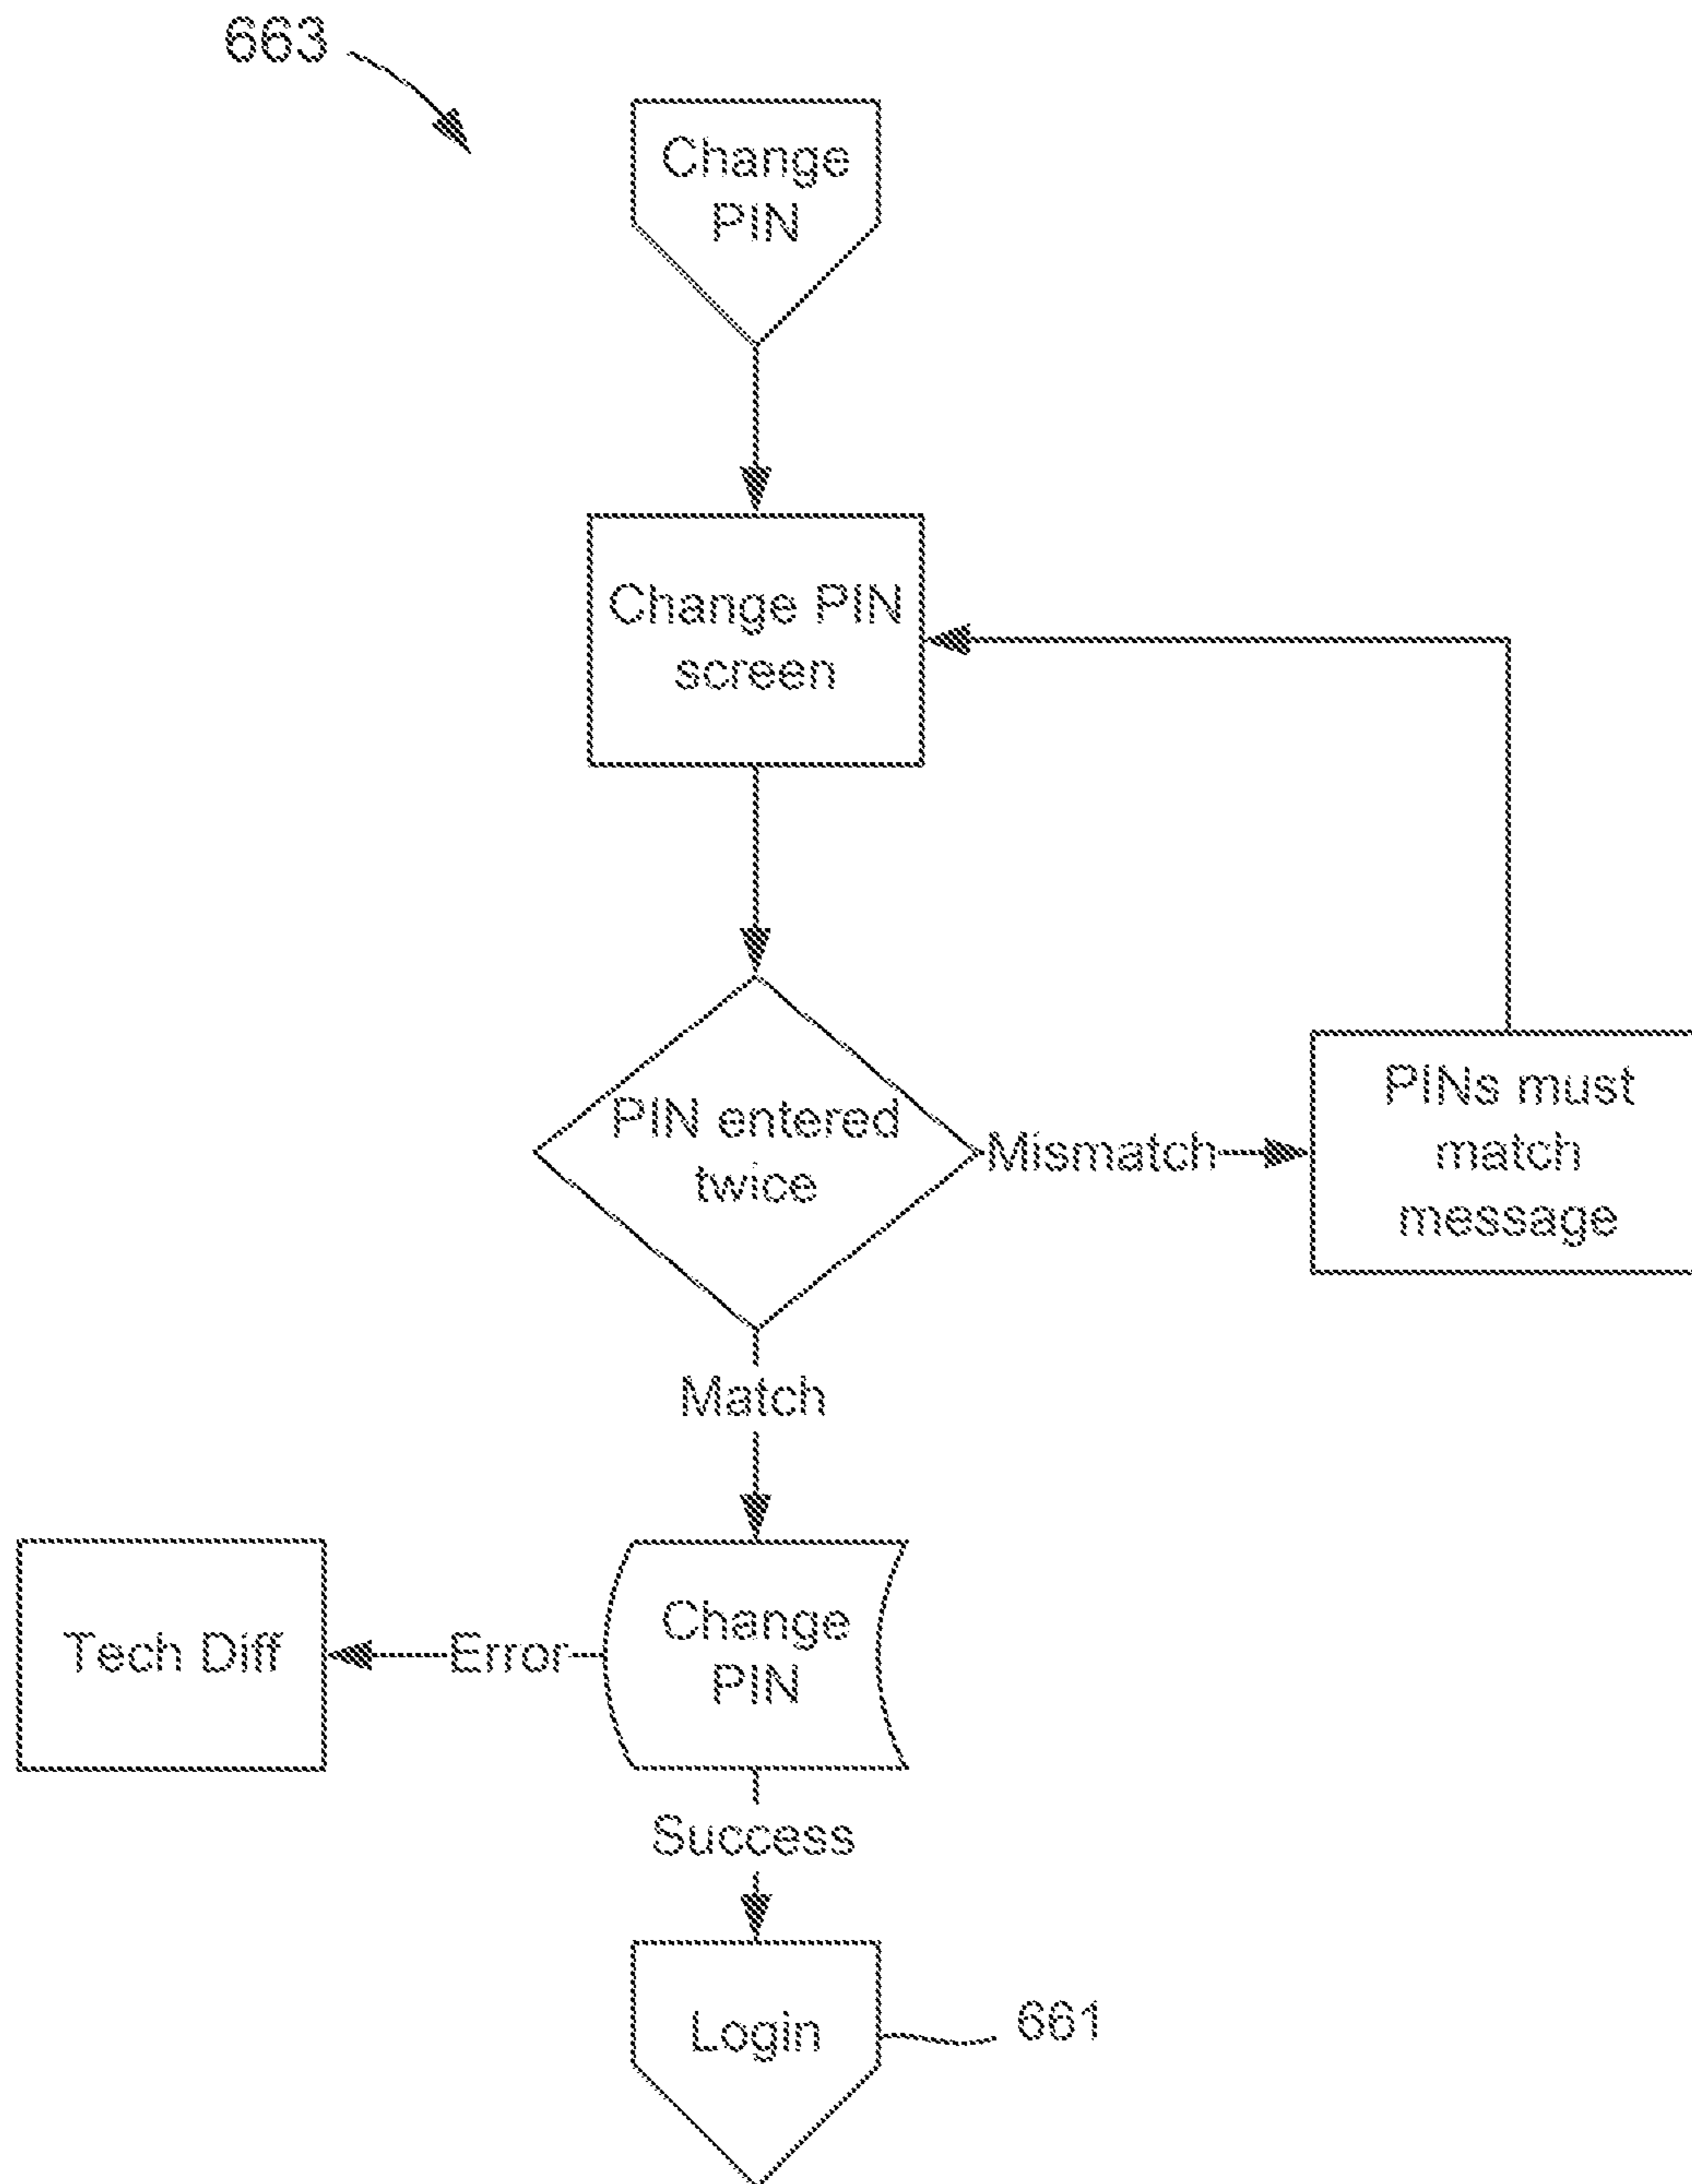 663
Change
PIN
Change PIN
screen
PIN entered
twice
Mismatch
PINs must
match
message
Match
Change
PIN
Error
Tech Diff
Success
Login
661